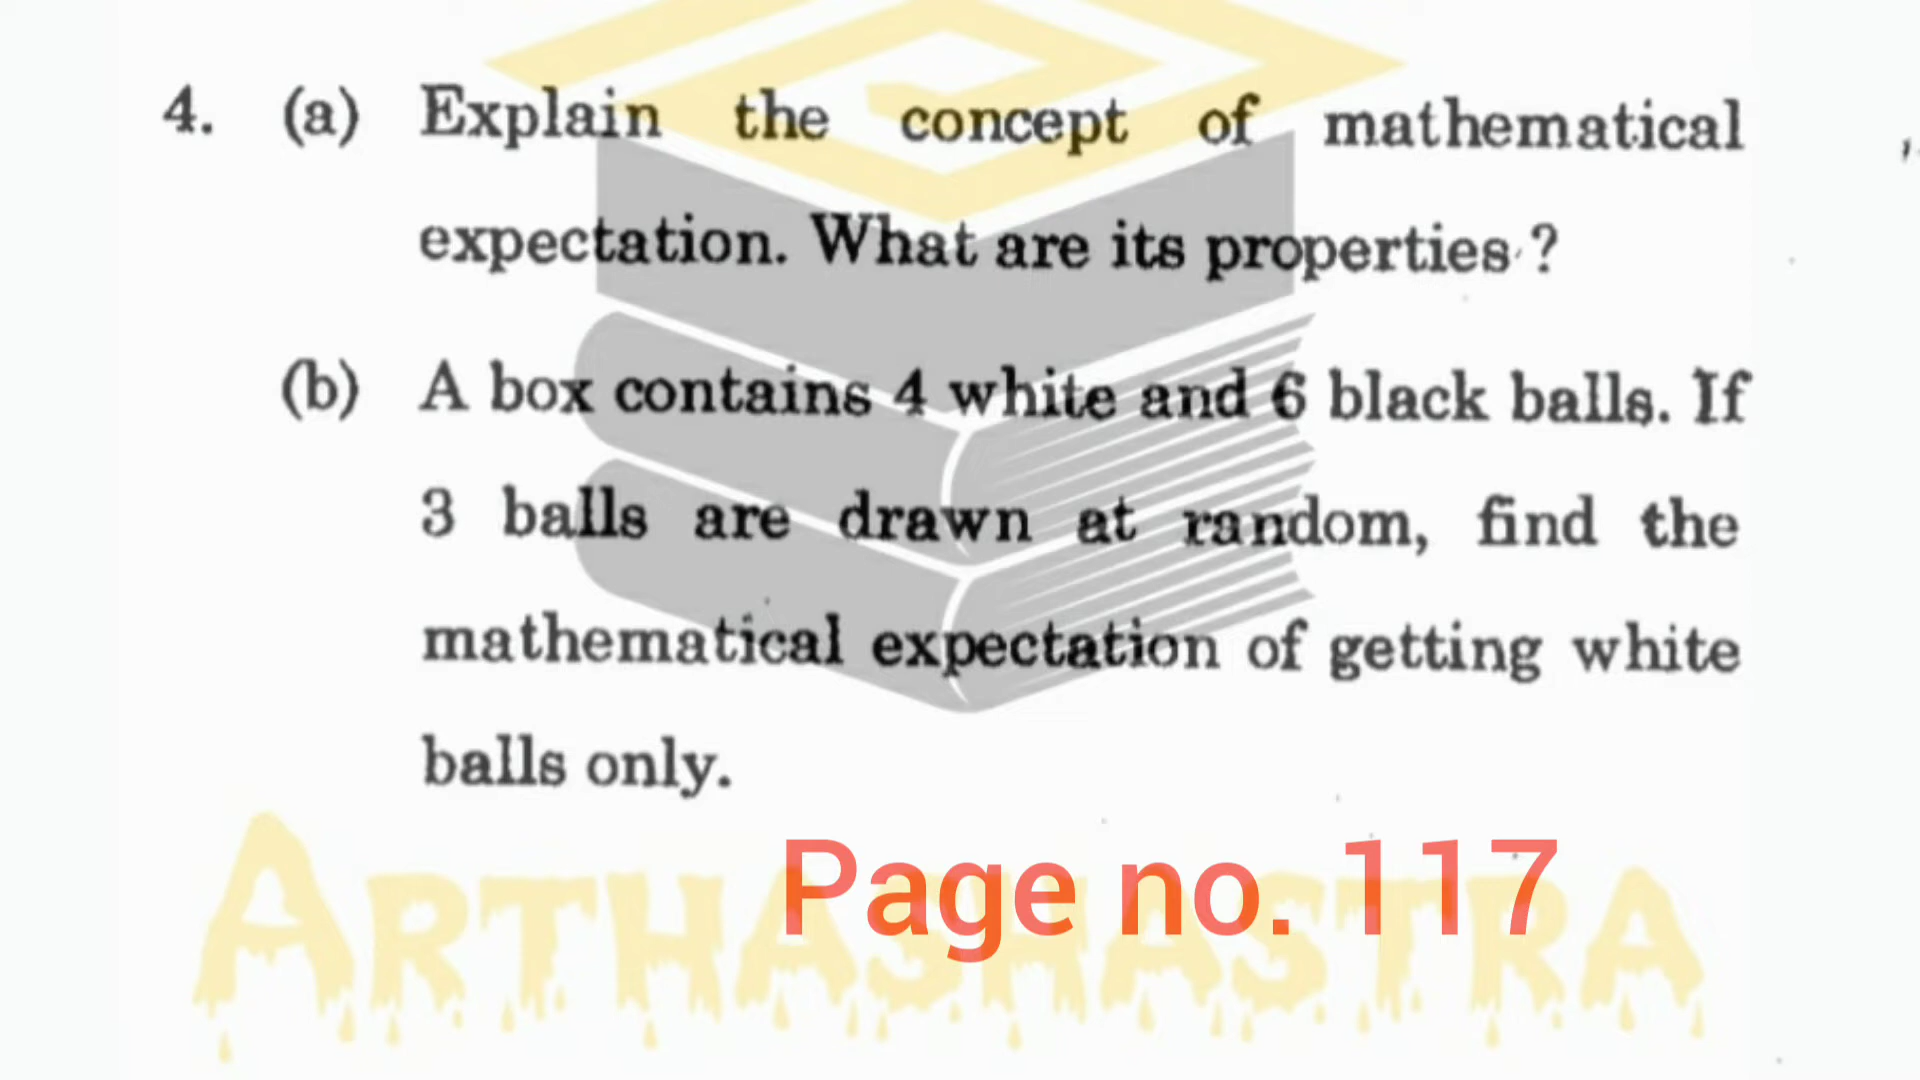 4. (a) Explain the concept of mathematical
expectation. What are its properties ?
(b) A box contains 4 white and 6 black balls. If
3 balls are drawn at random, find the
mathematical expectation of getting white
balls only.
Page no. 117
ARTHASHASTRA